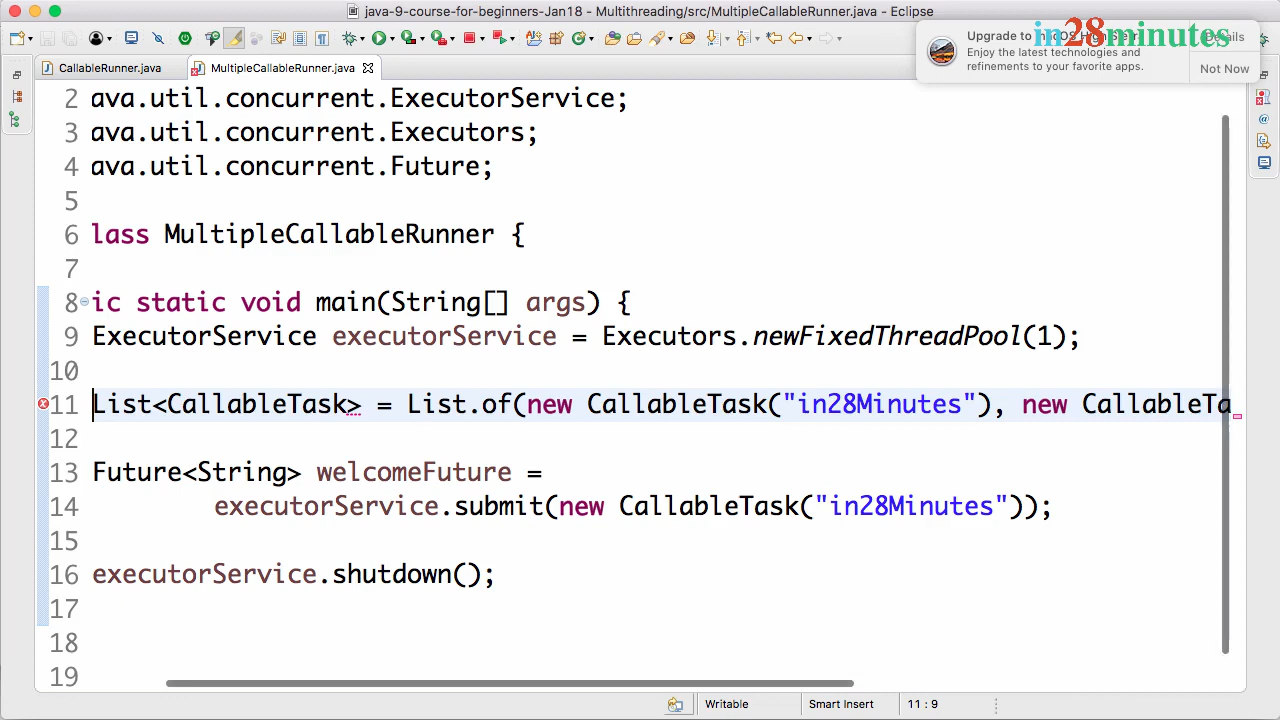 java-9-course-for-beginners-Jan18 - Multithreading/src/MultipleCallableRunner.java - Eclipse
in28minutes
Upgrade to macOS High Sierra
Enjoy the latest technologies and
refinements to your favorite apps.
Details
Not Now
CallableRunner.java
MultipleCallableRunner.java
2 ava.util.concurrent.ExecutorService;
3 ava.util.concurrent.Executors;
4 ava.util.concurrent.Future;
5
6 lass MultipleCallableRunner {
7
8 ic static void main(String[] args) {
9 ExecutorService executorService = Executors.newFixedThreadPool(1);
10
11 List<CallableTask> = List.of(new CallableTask("in28Minutes"), new CallableTa
12
13 Future<String> welcomeFuture =
14 executorService.submit(new CallableTask("in28Minutes"));
15
16 executorService.shutdown();
17
18
19
Writable
Smart Insert
11 : 9